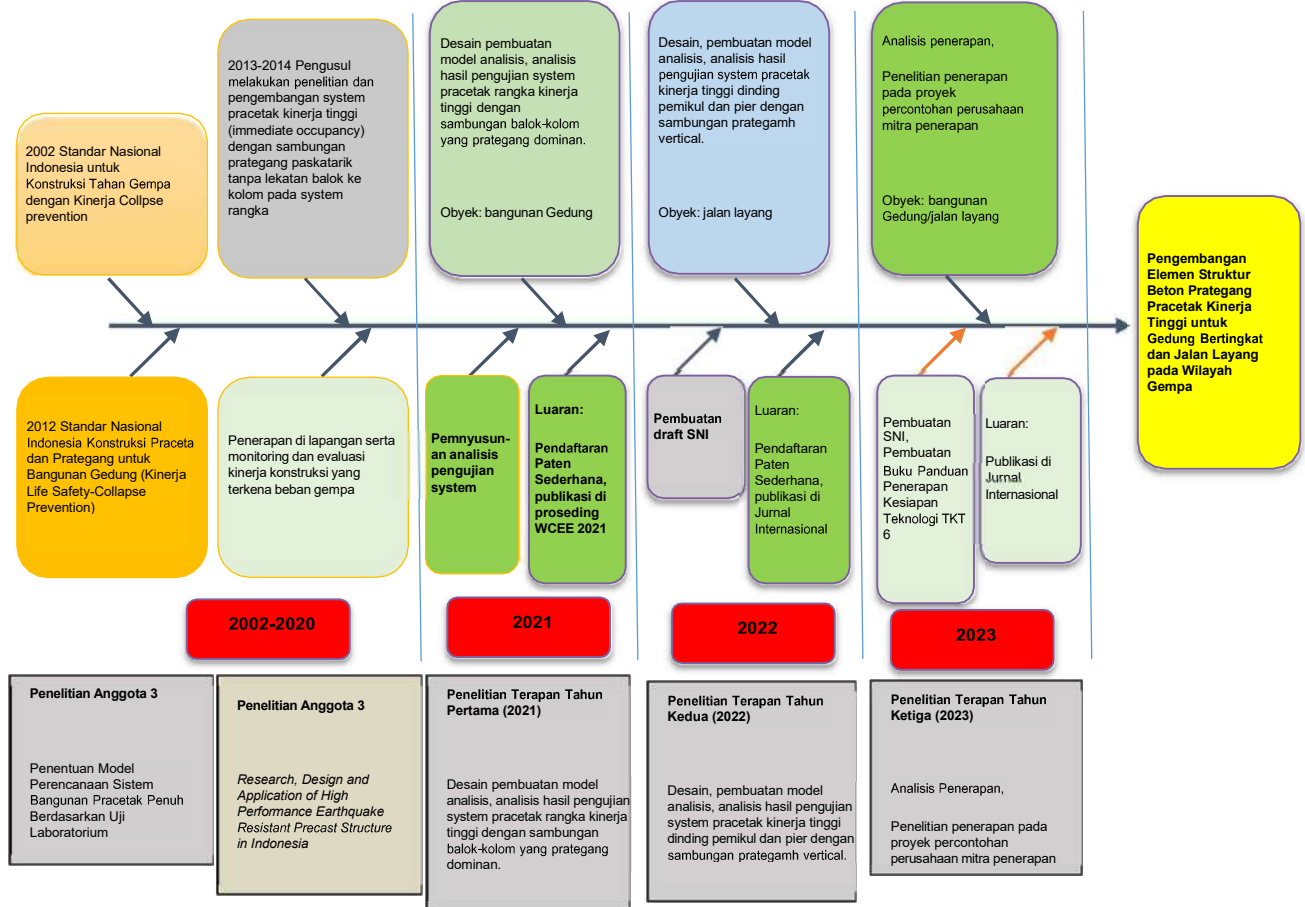 2002 Standar Nasional
Indonesia untuk
Konstruksi Tahan Gempa
dengan Kinerja Collpse
prevention
2013-2014 Pengusul
melakukan penelitian dan
pengembangan system
pracetak kinerja tinggi
(immediate occupancy)
dengan sambungan
prategang paskatarik
tanpa lekatan balok ke
kolom pada system
rangka
Desain pembuatan
model analisis, analisis
hasil pengujian system
pracetak rangka kinerja
tinggi dengan
sambungan balok-kolom
yang prategang dominan.
Obyek: bangunan Gedung
Desain, pembuatan model
analisis, analisis hasil
pengujian system pracetak
kinerja tinggi dinding
pemikul dan pier dengan
sambungan prategamh
vertical.
Obyek: jalan layang
Analisis penerapan,
Penelitian penerapan
pada proyek
percontohan perusahaan
mitra penerapan
Obyek: bangunan
Gedung/jalan layang
Pengembangan
Elemen Struktur
Beton Prategang
Pracetak Kinerja
Tinggi untuk
Gedung Bertingkat
dan Jalan Layang
pada Wilayah
Gempa
2012 Standar Nasional
Indonesia Konstruksi Praceta
dan Prategang untuk
Bangunan Gedung (Kinerja
Life Safety-Collapse
Prevention)
Penerapan di lapangan serta
monitoring dan evaluasi
kinerja konstruksi yang
terkena beban gempa
Pemnyusun-
an analisis
pengujian
system
Luaran:
Pendaftaran
Paten
Sederhana,
publikasi di
proseding
WCEE 2021
Pembuatan
draft SNI
Luaran:
Pendaftaran
Paten
Sederhana,
publikasi di
Jurnal
Internasional
Pembuatan
SNI,
Pembuatan
Buku Panduan
Penerapan
Kesiapan
Teknologi TKT
6
Luaran:
Publikasi di
Jurnal
Internasional
2002-2020
2021
2022
2023
Penelitian Anggota 3
Penentuan Model
Perencanaan Sistem
Bangunan Pracetak Penuh
Berdasarkan Uji
Laboratorium
Penelitian Anggota 3
Research, Design and
Application of High
Performance Earthquake
Resistant Precast Structure
in Indonesia
Penelitian Terapan Tahun
Pertama (2021)
Desain pembuatan model
analisis, analisis hasil pengujian
system pracetak rangka kinerja
tinggi dengan sambungan
balok-kolom yang prategang
dominan.
Penelitian Terapan Tahun
Kedua (2022)
Desain, pembuatan model
analisis, analisis hasil pengujian
system pracetak kinerja tinggi
dinding pemikul dan pier dengan
sambungan prategamh vertical.
Penelitian Terapan Tahun
Ketiga (2023)
Analisis Penerapan,
Penelitian penerapan pada
proyek percontohan
perusahaan mitra penerapan